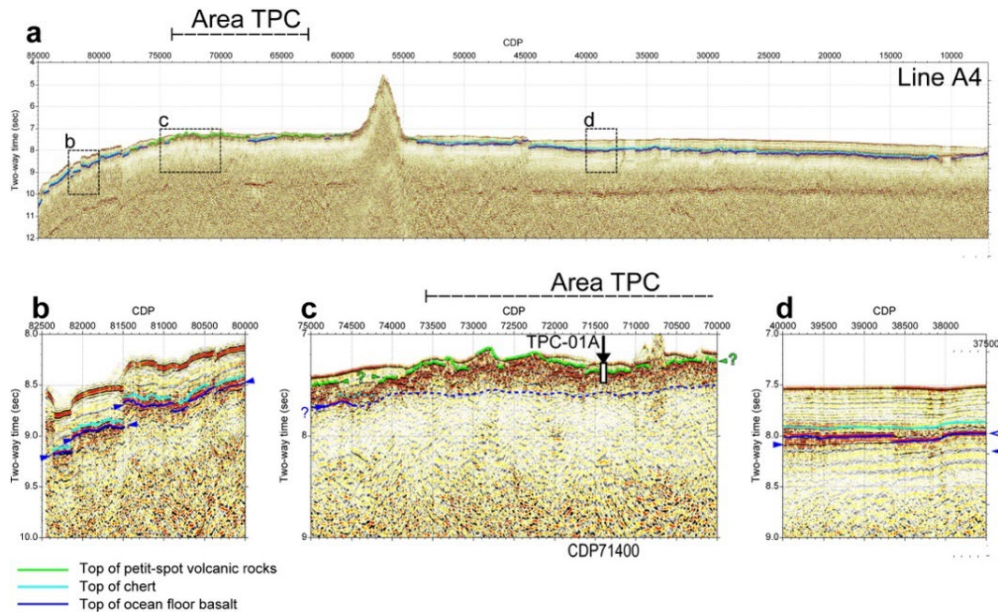 Area TPC
a
CDP
85000 80000 75000 70000 65000 60000 55000 50000 45000 40000 35000 30000 25000 20000 15000 10000
Line A4
Two-way time (sec)
4
5
6
7
8
9
10
11
12
b
c
d
Area TPC
b
CDP
82500 82000 81500 81000 80500 80000
Two-way time (sec)
8.0
8.5
9.0
9.5
10.0
c
CDP
75000 74500 74000 73500 73000 72500 72000 71500 71000 70500 70000
TPC-01A
Two-way time (sec)
7
8
9
?
?
?
?
CDP71400
d
CDP
40000 39500 39000 38500 38000 37500
Two-way time (sec)
7.0
7.5
8.0
8.5
9.0
Top of petit-spot volcanic rocks
Top of chert
Top of ocean floor basalt